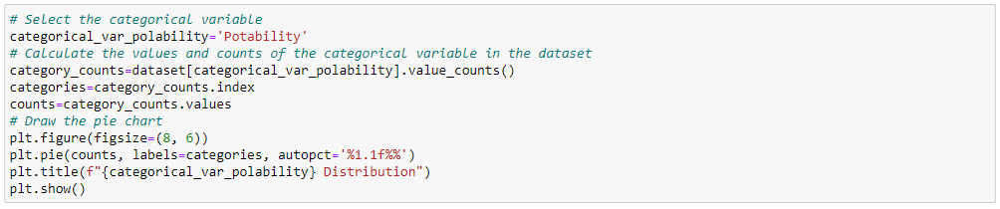 # Select the categorical variable
categorical_var_polability='Potability'
# Calculate the values and counts of the categorical variable in the dataset
category_counts=dataset[categorical_var_polability].value_counts()
categories=category_counts.index
counts=category_counts.values
# Draw the pie chart
plt.figure(figsize=(8, 6))
plt.pie(counts, labels=categories, autopct='%1.1f%%')
plt.title(f"{categorical_var_polability} Distribution")
plt.show()